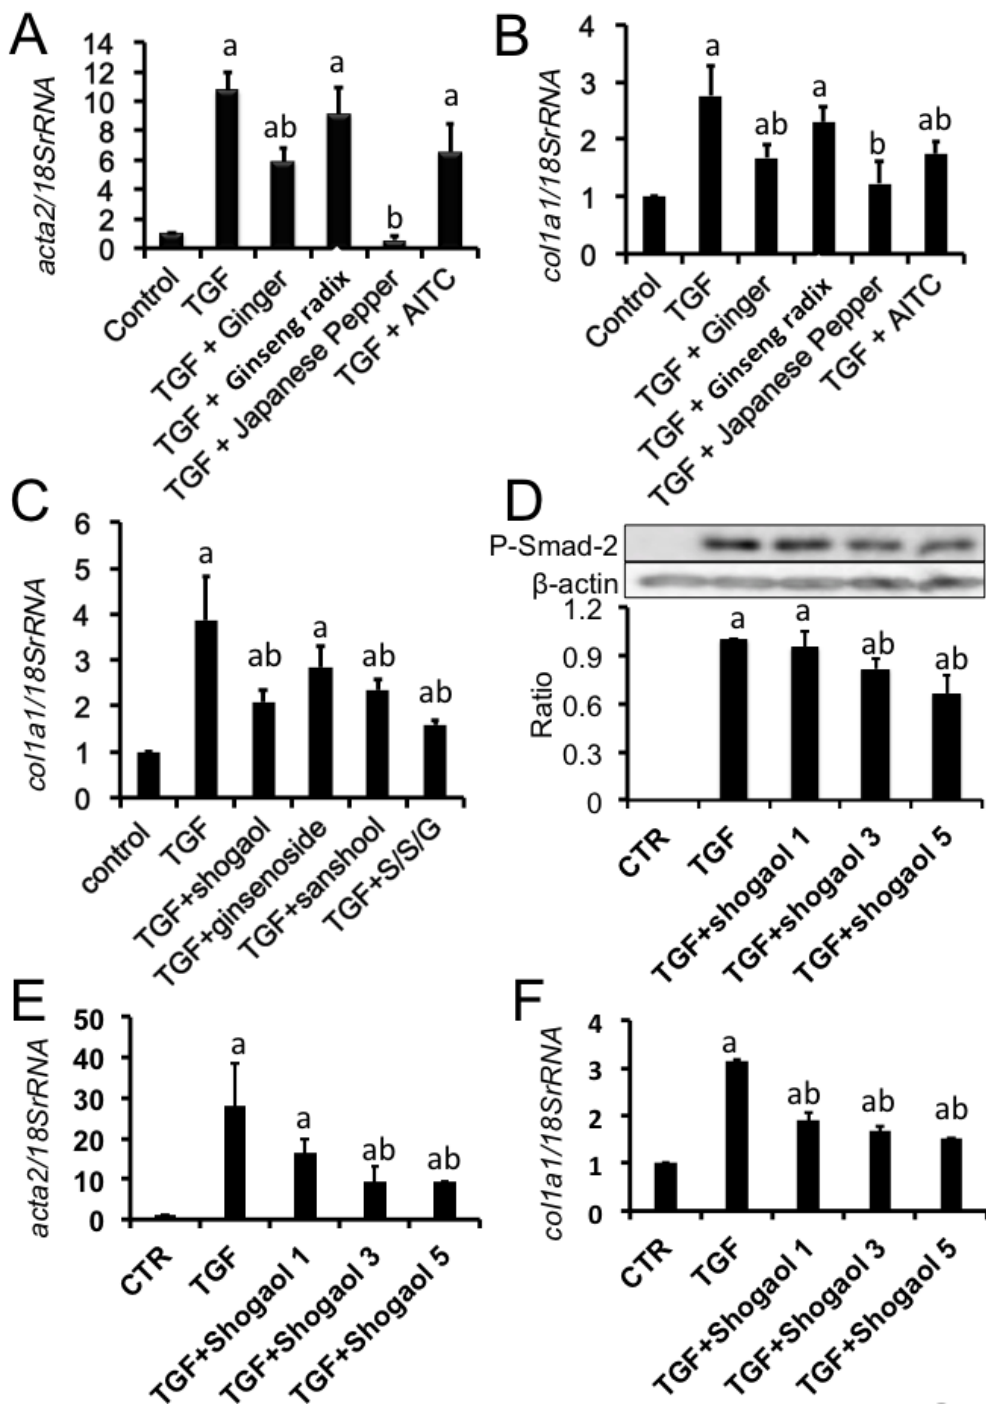 A
acta2/18SrRNA
14
12
10
8
6
4
2
0
a
ab
a
b
a
Control
TGF
TGF + Ginger
TGF + Ginseng radix
TGF + Japanese Pepper
TGF + AITC
B
col1a1/18SrRNA
4
3
2
1
0
a
ab
a
b
ab
Control
TGF
TGF + Ginger
TGF + Ginseng radix
TGF + Japanese Pepper
TGF + AITC
C
col1a1/18SrRNA
6
5
4
3
2
1
0
a
ab
a
ab
ab
control
TGF
TGF+shogaol
TGF+ginsenoside
TGF+sanshool
TGF+S/S/G
D
P-Smad-2
β-actin
Ratio
1.2
0.9
0.6
0.3
0
a
a
ab
ab
CTR
TGF
TGF+shogaol 1
TGF+shogaol 3
TGF+shogaol 5
E
acta2/18SrRNA
50
40
30
20
10
0
a
a
ab
ab
CTR
TGF
TGF+Shogaol 1
TGF+Shogaol 3
TGF+Shogaol 5
F
col1a1/18SrRNA
4
3
2
1
0
a
ab
ab
ab
CTR
TGF
TGF+Shogaol 1
TGF+Shogaol 3
TGF+Shogaol 5